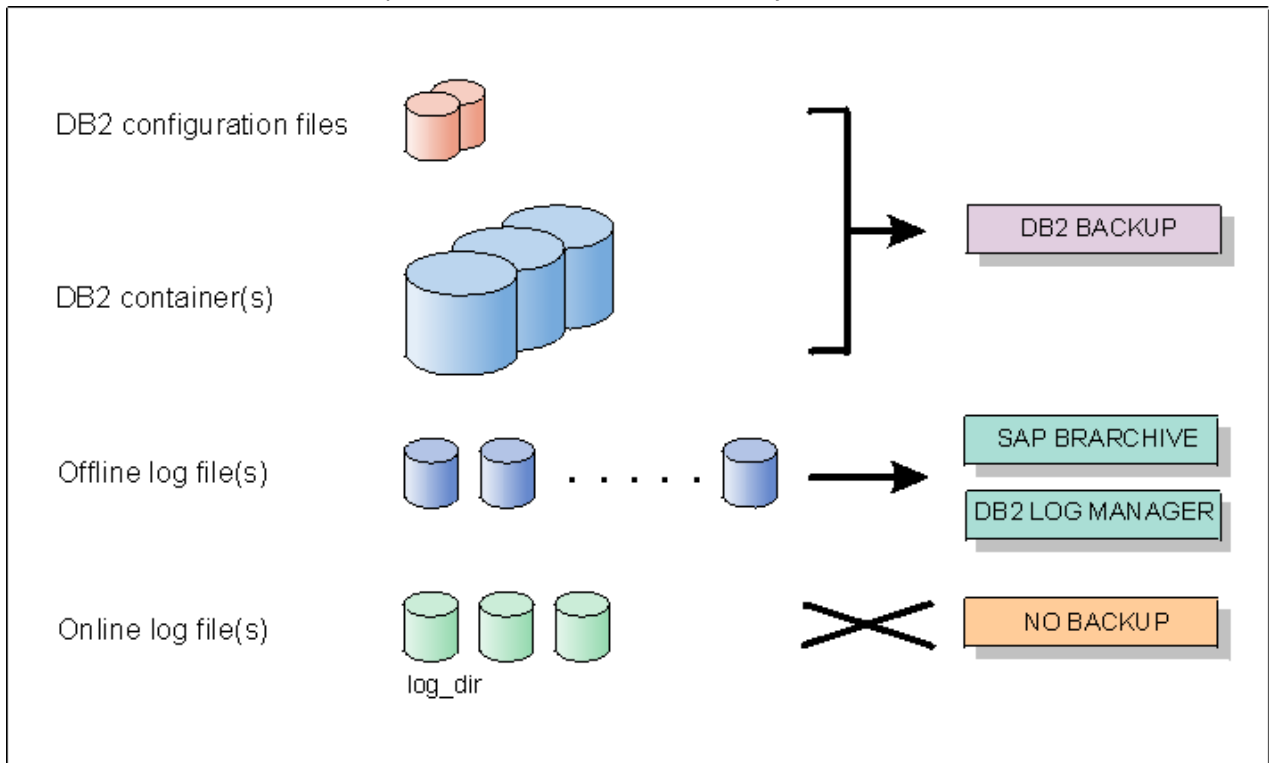 DB2 configuration files
DB2 BACKUP
DB2 container(s)
SAP BRARCHIVE
Offline log file(s)
DB2 LOG MANAGER
Online log file(s)
NO BACKUP
log_dir